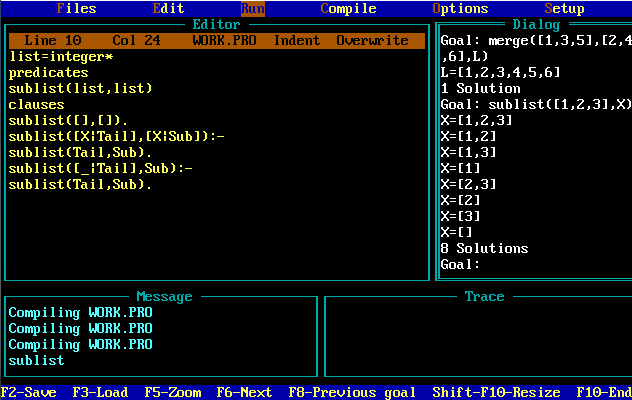 Files Edit Run Compile Options Setup
Editor
Line 10 Col 24 WORK.PRO Indent Overwrite
list=integer*
predicates
sublist(list,list)
clauses
sublist([],[]).
sublist([X¦Tail],[X¦Sub]):-
sublist(Tail,Sub).
sublist([_¦Tail],Sub):-
sublist(Tail,Sub).
Dialog
Goal: merge([1,3,5],[2,4
,6],L)
L=[1,2,3,4,5,6]
1 Solution
Goal: sublist([1,2,3],X)
X=[1,2,3]
X=[1,2]
X=[1,3]
X=[1]
X=[2,3]
X=[2]
X=[3]
X=[]
8 Solutions
Goal:
Message
Compiling WORK.PRO
Compiling WORK.PRO
Compiling WORK.PRO
sublist
Trace
F2-Save F3-Load F5-Zoom F6-Next F8-Previous goal Shift-F10-Resize F10-End